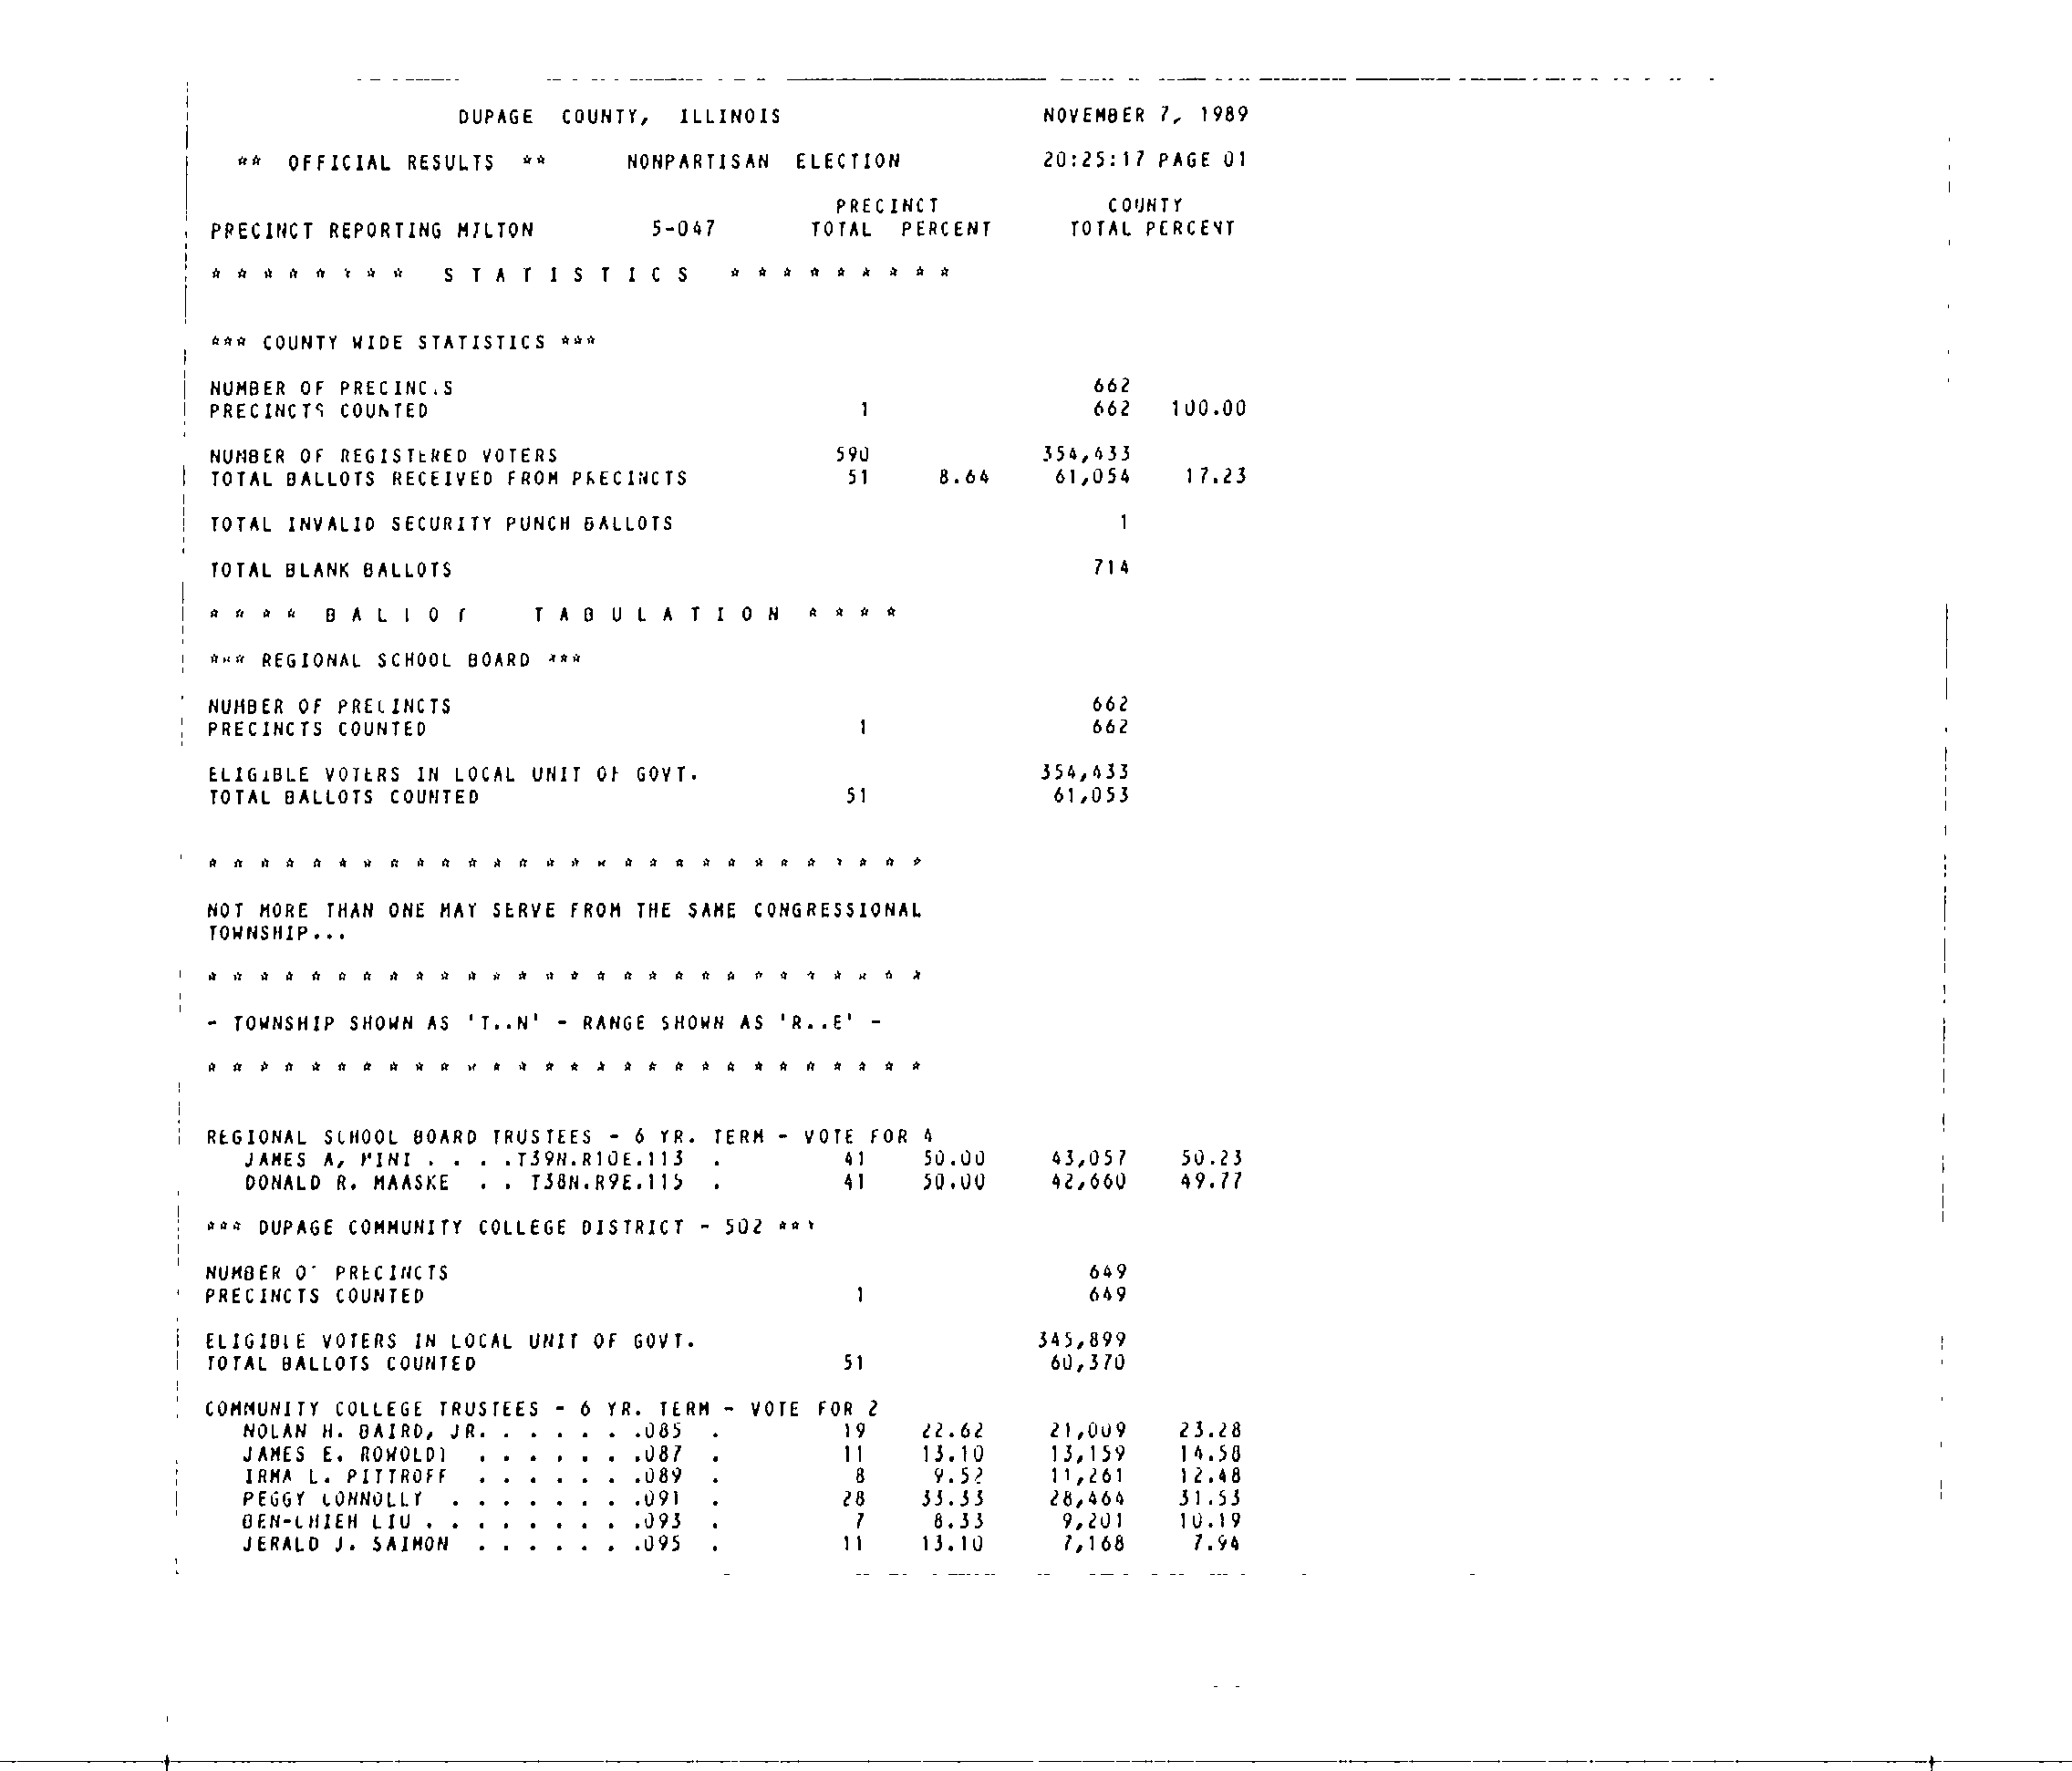 DUPAGE COUNTY, ILLINOIS NOVEMBER 7, 1989
** OFFICIAL RESULTS ** NONPARTISAN ELECTION 20:25:17 PAGE 01
PRECINCT COUNTY
PRECINCT REPORTING MILTON 5-047 TOTAL PERCENT TOTAL PERCENT
* * * * * * * * S T A T I S T I C S * * * * * * * * *
*** COUNTY WIDE STATISTICS ***
NUMBER OF PRECINCTS 662
PRECINCTS COUNTED 1 662 100.00
NUMBER OF REGISTERED VOTERS 590 354,433
TOTAL BALLOTS RECEIVED FROM PRECINCTS 51 8.64 61,054 17.23
TOTAL INVALID SECURITY PUNCH BALLOTS 1
TOTAL BLANK BALLOTS 714
* * * * B A L L O T T A B U L A T I O N * * * *
*** REGIONAL SCHOOL BOARD ***
NUMBER OF PRECINCTS 662
PRECINCTS COUNTED 1 662
ELIGIBLE VOTERS IN LOCAL UNIT OF GOVT. 354,433
TOTAL BALLOTS COUNTED 51 61,053
* * * * * * * * * * * * * * * * * * * * * * * * * * * *
NOT MORE THAN ONE MAY SERVE FROM THE SAME CONGRESSIONAL
TOWNSHIP...
* * * * * * * * * * * * * * * * * * * * * * * * * * * *
- TOWNSHIP SHOWN AS 'T..N' - RANGE SHOWN AS 'R..E' -
* * * * * * * * * * * * * * * * * * * * * * * * * * * *
REGIONAL SCHOOL BOARD TRUSTEES - 6 YR. TERM - VOTE FOR 4
JAMES A. . . . .T39N.R10E.113 . 41 50.00 43,057 50.23
DONALD R. MAASKE . . T38N.R9E.115 . 41 50.00 42,660 49.77
*** DUPAGE COMMUNITY COLLEGE DISTRICT - 502 ***
NUMBER OF PRECINCTS 649
PRECINCTS COUNTED 1 649
ELIGIBLE VOTERS IN LOCAL UNIT OF GOVT. 345,899
TOTAL BALLOTS COUNTED 51 60,370
COMMUNITY COLLEGE TRUSTEES - 6 YR. TERM - VOTE FOR 2
NOLAN H. BAIRD, JR. . . . . . .085 . 19 22.62 21,009 23.28
JAMES E. ROWOLDT . . . . . . .087 . 11 13.10 13,159 14.58
IRMA L. PITTROFF . . . . . . .089 . 8 9.52 11,261 12.48
PEGGY CONNOLLY . . . . . . . .091 . 28 33.33 28,464 31.53
BEN-CHIEH LIU . . . . . . . . .093 . 7 8.33 9,201 10.19
JERALD J. SAIMON . . . . . . .095 . 11 13.10 7,168 7.94